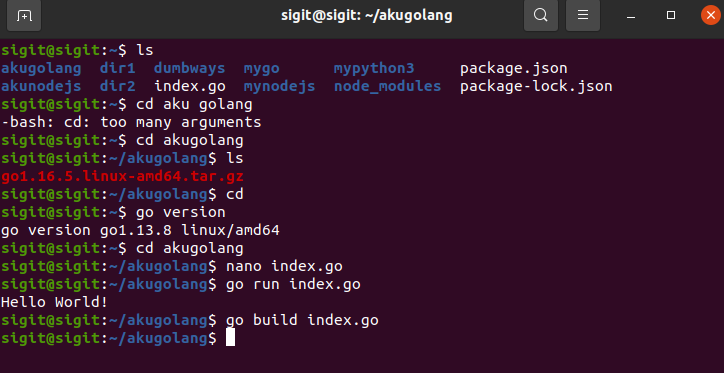 sigit@sigit: ~/akugolang
sigit@sigit:~$ ls
akugolang  dir1  dumbways  mygo      mypython3     package.json
akunodejs  dir2  index.go  mynodejs  node_modules  package-lock.json
sigit@sigit:~$ cd aku golang
-bash: cd: too many arguments
sigit@sigit:~$ cd akugolang
sigit@sigit:~/akugolang$ ls
go1.16.5.linux-amd64.tar.gz
sigit@sigit:~/akugolang$ cd
sigit@sigit:~$ go version
go version go1.13.8 linux/amd64
sigit@sigit:~$ cd akugolang
sigit@sigit:~/akugolang$ nano index.go
sigit@sigit:~/akugolang$ go run index.go
Hello World!
sigit@sigit:~/akugolang$ go build index.go
sigit@sigit:~/akugolang$